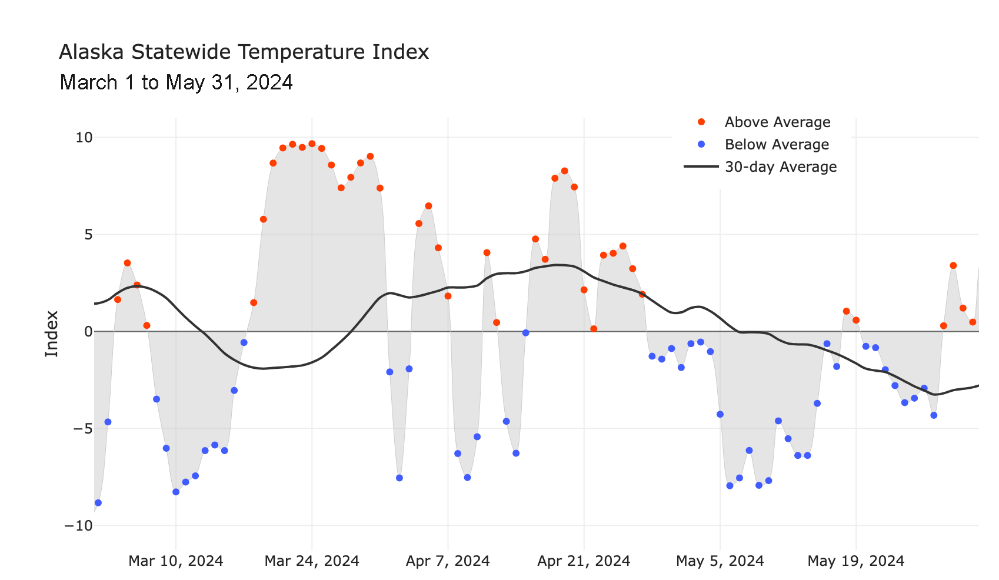 Alaska Statewide Temperature Index
March 1 to May 31, 2024
Above Average
Below Average
30-day Average
10
5
0
−5
−10
Index
Mar 10, 2024
Mar 24, 2024
Apr 7, 2024
Apr 21, 2024
May 5, 2024
May 19, 2024